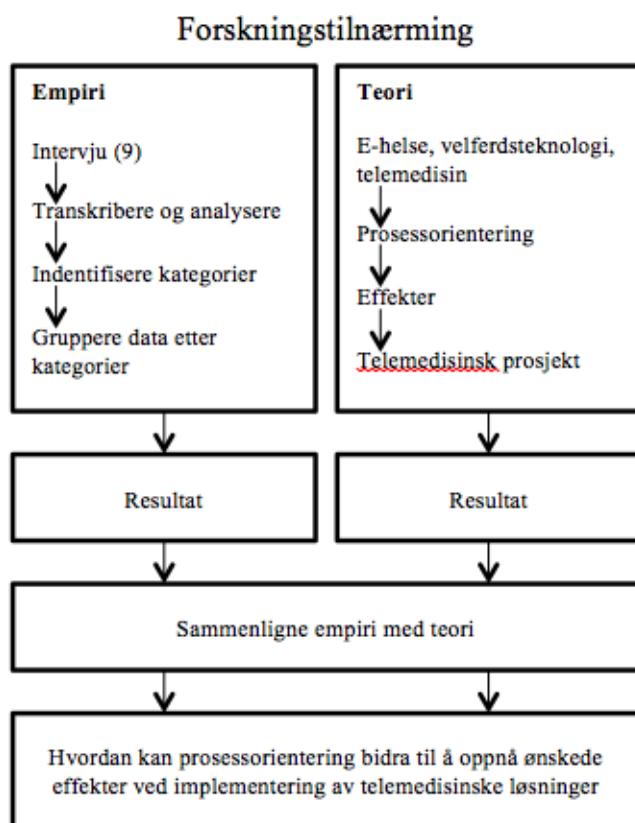 Forskningstilnærming
Empiri
Intervju (9)
Transkribere og analysere
Indentifisere kategorier
Gruppere data etter
kategorier
Teori
E-helse, velferdsteknologi,
telemedisin
Prosessorientering
Effekter
Telemedisinsk prosjekt
Resultat
Resultat
Sammenligne empiri med teori
Hvordan kan prosessorientering bidra til å oppnå ønskede
effekter ved implementering av telemedisinske løsninger